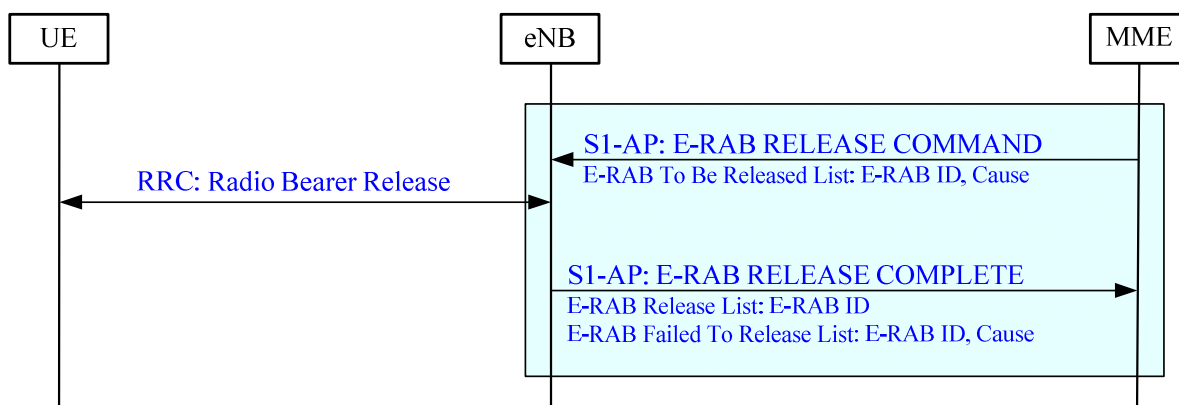 UE
eNB
MME
S1-AP: E-RAB RELEASE COMMAND
E-RAB To Be Released List: E-RAB ID, Cause
RRC: Radio Bearer Release
S1-AP: E-RAB RELEASE COMPLETE
E-RAB Release List: E-RAB ID
E-RAB Failed To Release List: E-RAB ID, Cause